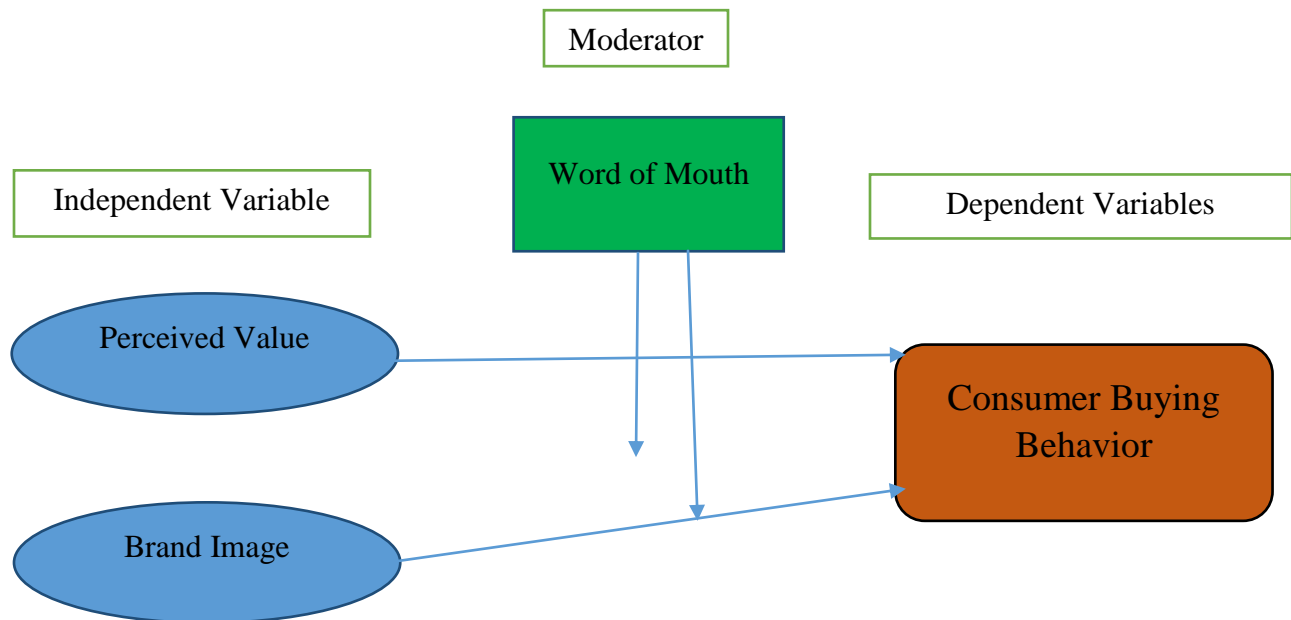 Moderator
Word of Mouth
Independent Variable
Dependent Variables
Perceived Value
Consumer Buying
Behavior
Brand Image